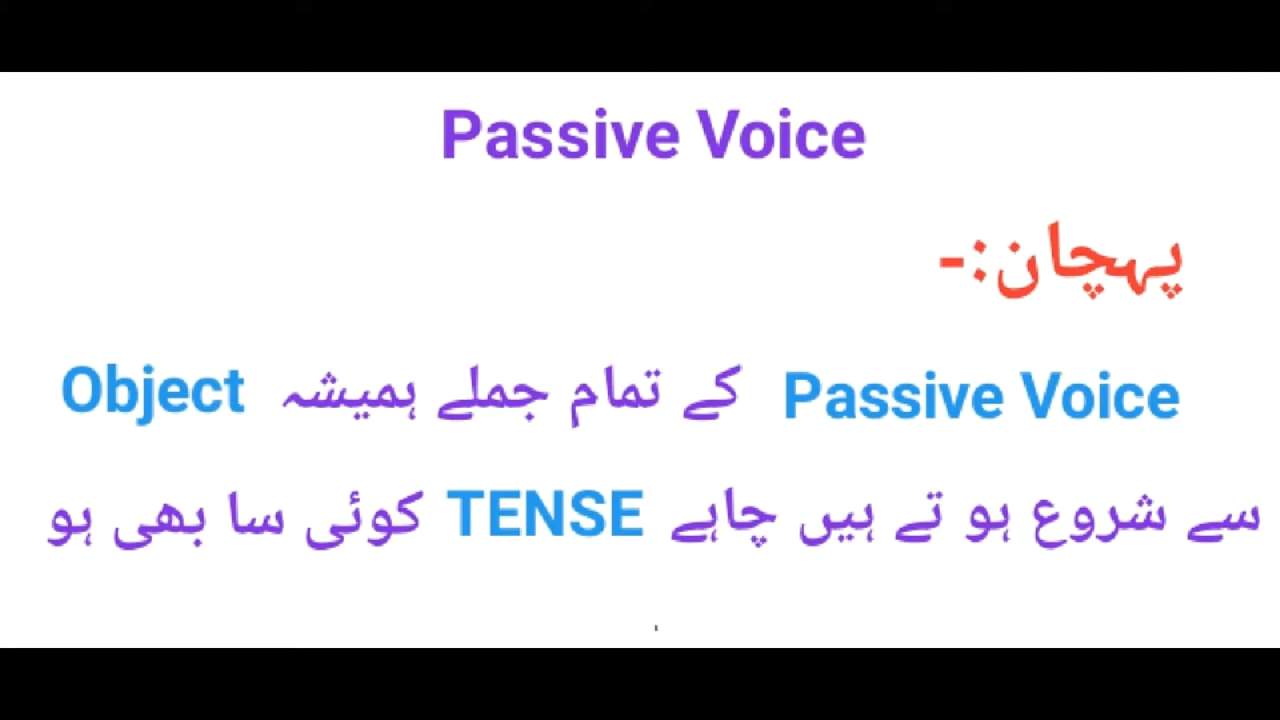 Passive Voice
پہچان:-
Passive Voice کے تمام جملے ہمیشہ Object
سے شروع ہو تے ہیں چاہے TENSE کوئی سا بھی ہو